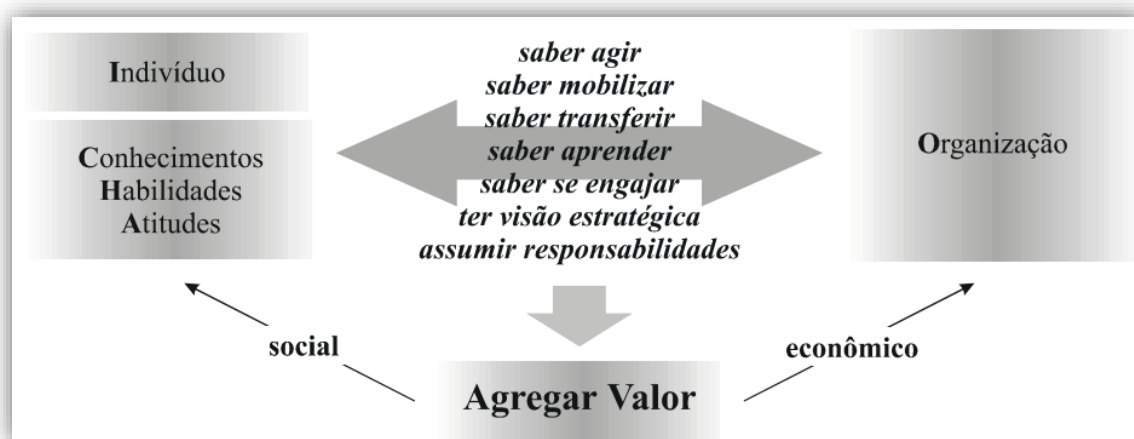 Indivíduo
Conhecimentos
Habilidades
Atitudes
saber agir
saber mobilizar
saber transferir
saber aprender
saber se engajar
ter visão estratégica
assumir responsabilidades
Organização
social
econômico
Agregar Valor